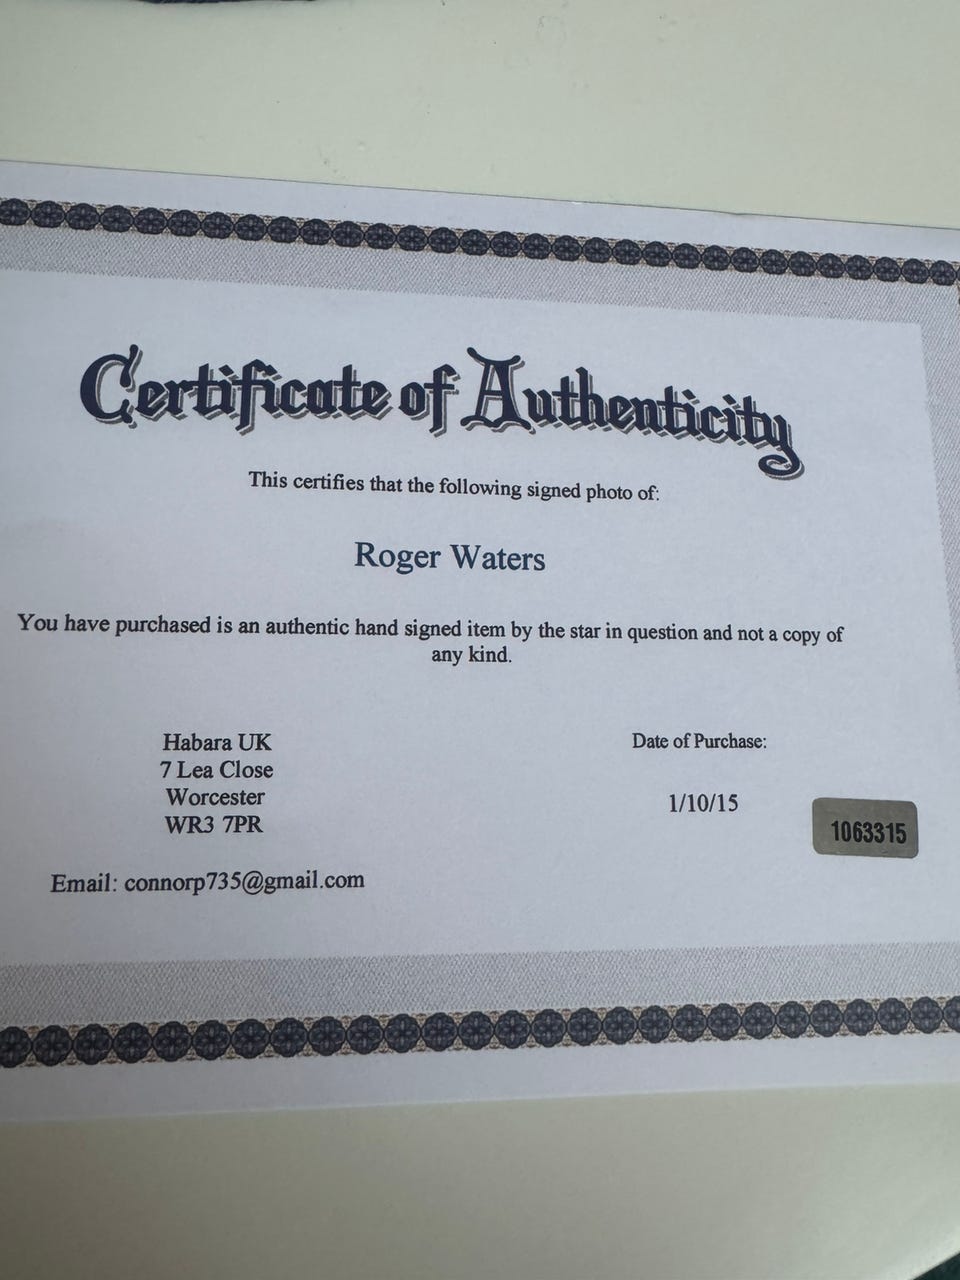 Certificate of Authenticity
This certifies that the following signed photo of:
Roger Waters
You have purchased is an authentic hand signed item by the star in question and not a copy of
any kind.
Habara UK
7 Lea Close
Worcester
WR3 7PR
Email: connorp735@gmail.com
Date of Purchase:
1/10/15
1063315